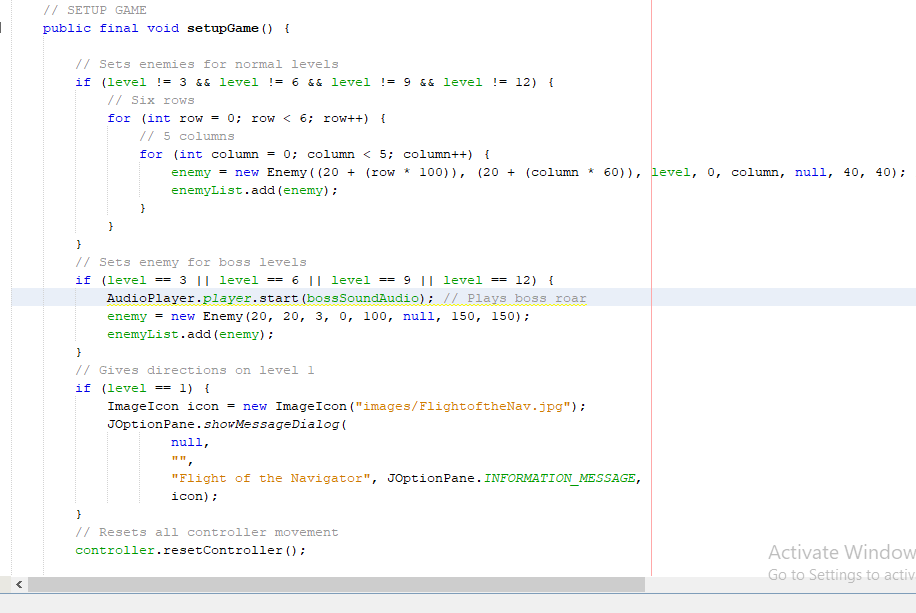 // SETUP GAME
public final void setupGame() {
// Sets enemies for normal levels
if (level != 3 && level != 6 && level != 9 && level != 12) {
// Six rows
for (int row = 0; row < 6; row++) {
// 5 columns
for (int column = 0; column < 5; column++) {
enemy = new Enemy((20 + (row * 100)), (20 + (column * 60)), level, 0, column, null, 40, 40);
enemyList.add(enemy);
}
}
}
// Sets enemy for boss levels
if (level == 3 || level == 6 || level == 9 || level == 12) {
AudioPlayer.player.start(bossSoundAudio); // Plays boss roar
enemy = new Enemy(20, 20, 3, 0, 100, null, 150, 150);
enemyList.add(enemy);
}
// Gives directions on level 1
if (level == 1) {
ImageIcon icon = new ImageIcon("images/FlightoftheNav.jpg");
JOptionPane.showMessageDialog(
null,
"",
"Flight of the Navigator", JOptionPane.INFORMATION_MESSAGE,
icon);
}
// Resets all controller movement
controller.resetController();
Activate Window
Go to Settings to activ